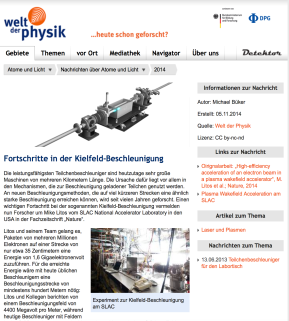 welt
der
physik
...heute schon geforscht?
DPG
Gebiete
Themen
vor Ort
Mediathek
Navigator
Über uns
Detektor
Atome und Licht
Nachrichten über Atome und Licht
2014
Fortschritte in der Kielfeld-Beschleunigung
Die leistungsfähigsten Teilchenbeschleuniger sind heutzutage sehr große
Maschinen von mehreren Kilometern Länge. Die Ursache dafür liegt vor allem in
den Mechanismen, die zur Beschleunigung geladener Teilchen genutzt werden.
An neuen Beschleunigungsmethoden, die auf viel kürzeren Strecken eine ähnlich
starke Beschleunigung erreichen können, wird seit vielen Jahren geforscht. Einen
wichtigen Fortschritt bei der sogenannten Kielfeld-Beschleunigung vermelden
nun Forscher um Mike Litos vom SLAC National Accelerator Laboratory in den
USA in der Fachzeitschrift „Nature“.
Litos und seinem Team gelang es,
Paketen von mehreren Millionen
Elektronen auf einer Strecke von
nur etwa 35 Zentimetern eine
Energie von 1,6 Gigaelektronenvolt
zuzuführen. Für die erreichte
Energie wäre mit heute üblichen
Beschleunigern eine
Beschleunigungsstrecke von
mindestens hundert Metern nötig.
Litos und Kollegen berichten von
einem Beschleunigungsfeld von
4400 Megavolt pro Meter, während
heutige Beschleuniger mit Feldern
Experiment zur Kielfeld-Beschleunigung
am SLAC
Informationen zur Nachricht
Autor: Michael Büker
Erstellt: 05.11.2014
Quelle: Welt der Physik
Lizenz: CC by-nc-nd
Links zur Nachricht
Originalarbeit: „High-efficiency
acceleration of an electron beam in
a plasma wakefield accelerator“, M.
Litos et al.; Nature, 2014
Plasma Wakefield Acceleration am
SLAC
Artikel zum Thema
Laser und Plasmen
Nachrichten zum Thema
13.06.2013 Teilchenbeschleuniger
für den Labortisch